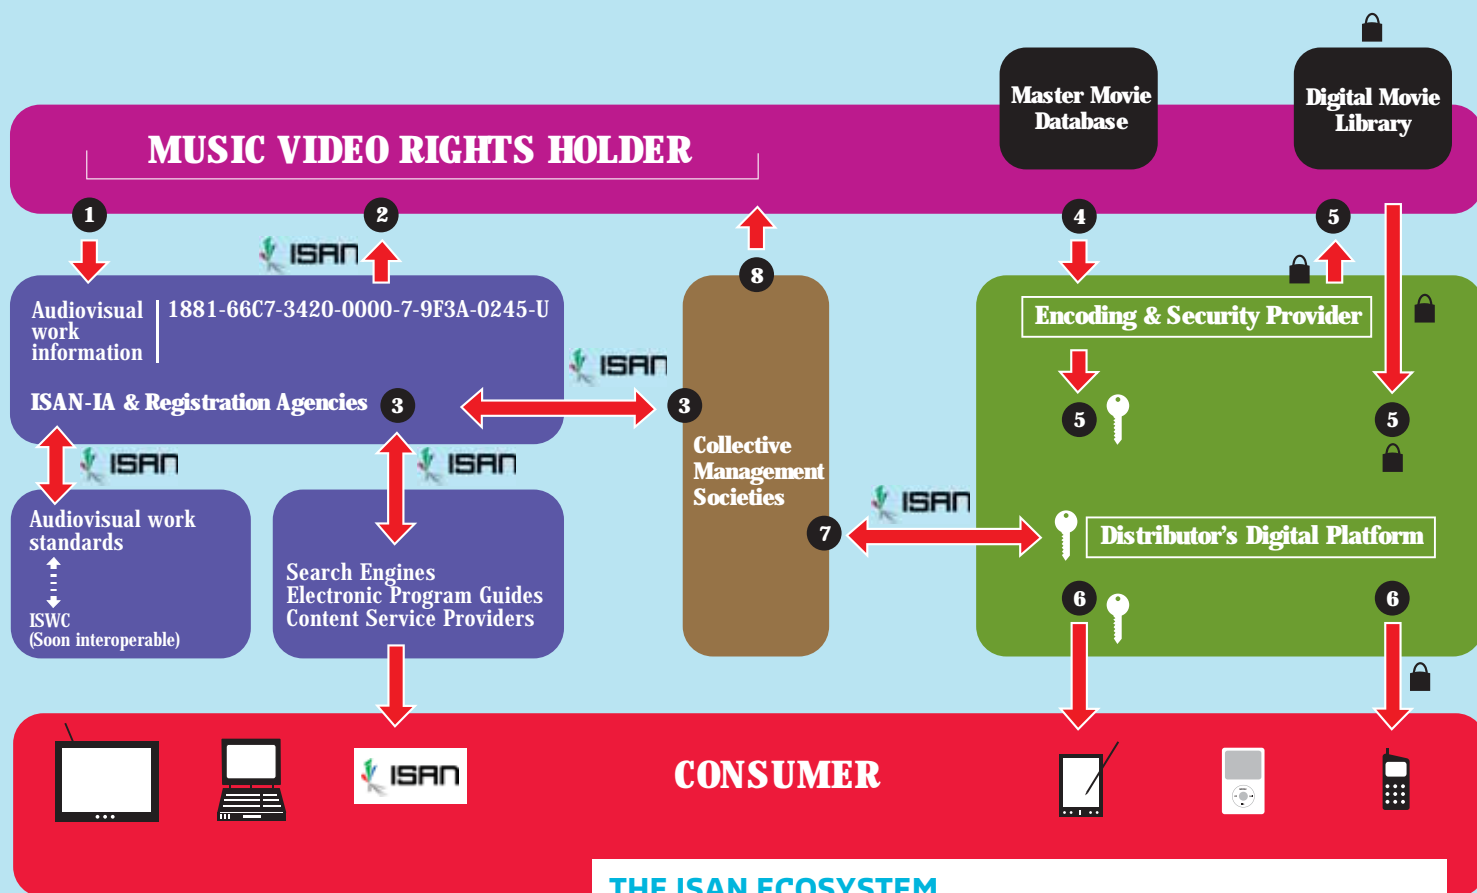 Master Movie
Database
Digital Movie
Library
MUSIC VIDEO RIGHTS HOLDER
1
2
4
5
ISAN
8
Audiovisual
work
information
1881-66C7-3420-0000-7-9F3A-0245-U
Encoding & Security Provider
ISAN
ISAN-IA & Registration Agencies
3
3
5
5
Collective
Management
Societies
ISAN
ISAN
ISAN
Audiovisual work
standards
ISWC
(Soon interoperable)
Search Engines
Electronic Program Guides
Content Service Providers
7
Distributor's Digital Platform
6
6
ISAN
CONSUMER
THE ISAN ECOSYSTEM